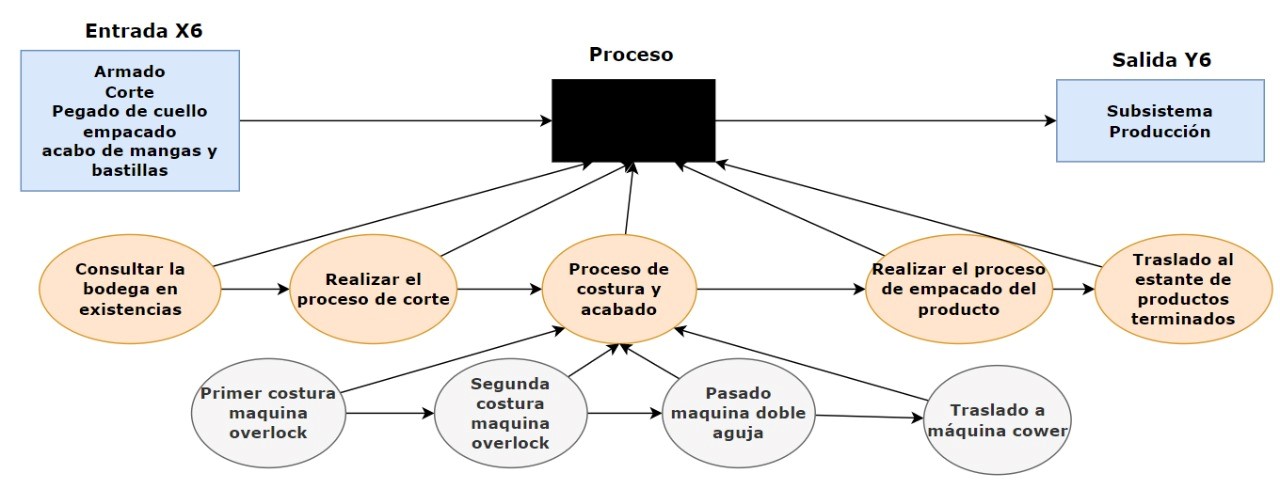 Entrada X6
Proceso
Salida Y6
Armado
Corte
Pegado de cuello
empacado
acabo de mangas y
bastillas
Subsistema
Producción
Consultar la
bodega en
existencias
Realizar el
proceso de corte
Proceso de
costura y
acabado
Realizar el proceso
de empacado del
producto
Traslado al
estante de
productos
terminados
Primer costura
maquina
overlock
Segunda
costura
maquina
overlock
Pasado
maquina doble
aguja
Traslado a
máquina cower